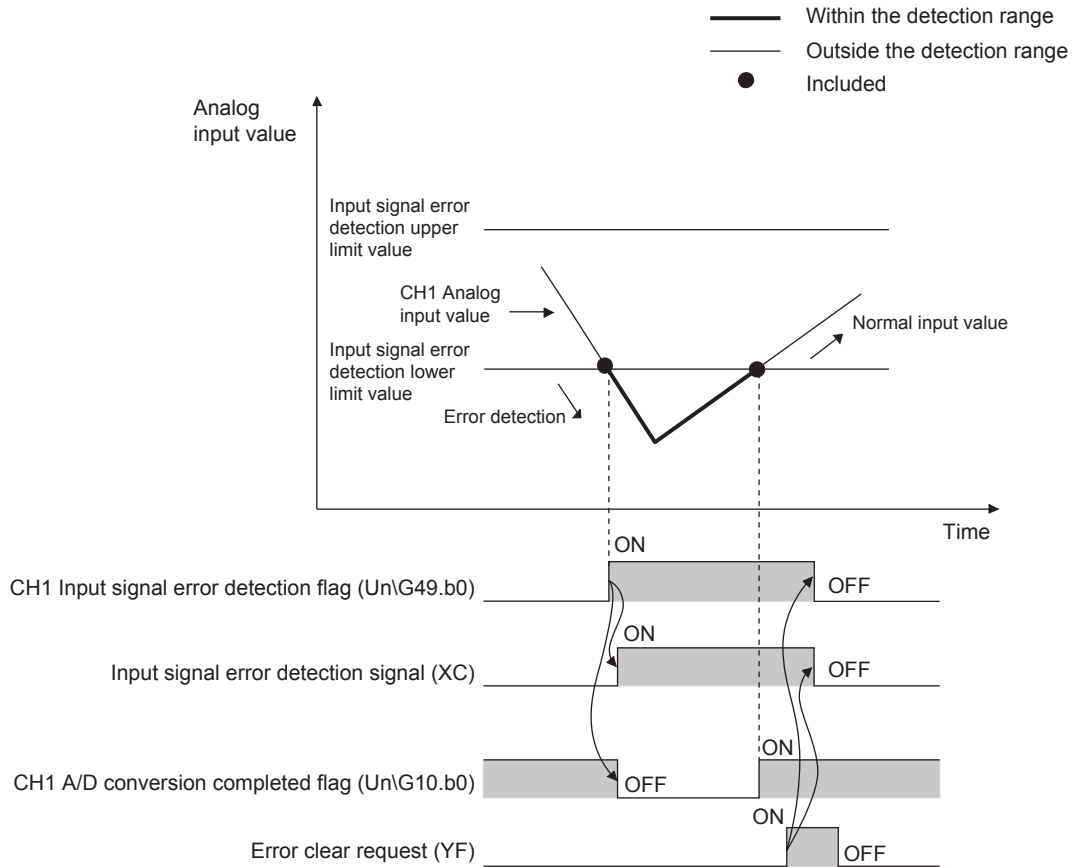 Within the detection range
Outside the detection range
Included
Analog
input value
Input signal error
detection upper
limit value
CH1 Analog
input value
Normal input value
Input signal error
detection lower
limit value
Error detection
Time
ON
CH1 Input signal error detection flag (Un\G49.b0)
OFF
ON
Input signal error detection signal (XC)
OFF
ON
CH1 A/D conversion completed flag (Un\G10.b0)
OFF
ON
Error clear request (YF)
OFF